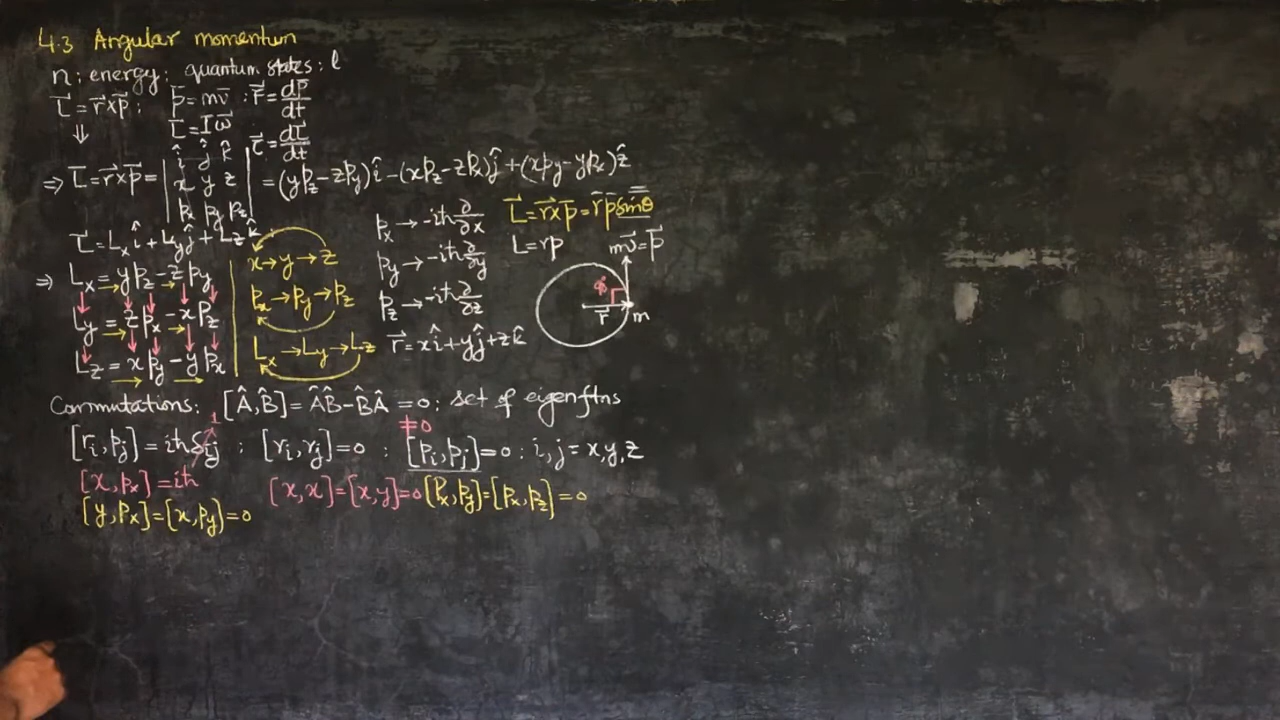 4.3 Angular momentum
n: energy: quantum states: l
L⃗ = r⃗ x p⃗ ; p̄ = mv̄ : F⃗ = dp̄/dt
⇓ L̄ = Iω⃗ τ⃗ = dL⃗/dt
⇒ L⃗ = r⃗ x p⃗ = | î ĵ k̂ | x y z | px py pz | = (ypz - zpy)î - (xpz - zpx)ĵ + (xpy - ypx)ẑ
L⃗ = Lx î + Ly ĵ + Lz k̂
⇒ Lx = ypz - zpy
Ly = zpx - xpz
Lz = xpy - ypx
x → y → z
px → py → pz
Lx → Ly → Lz
px → -iħ ∂/∂x
py → -iħ ∂/∂y
pz → -iħ ∂/∂z
r⃗ = xî + yĵ + zk̂
L⃗ = r⃗ x p̄ = r̄ p̄ sinθ
L = rp mv⃗ = p⃗
r⃗ m
Commutations: [Â, B̂] = ÂB̂ - B̂Â = 0 : set of eigenftns
1 ≠0
[ri, pj] = iħδij ; [ri, rj] = 0 : [pi, pj] = 0 : i, j = x, y, z
[x, px] = iħ [x, x] = [x, y] = 0 [px, py] = [px, pz] = 0
[y, px] = [x, py] = 0